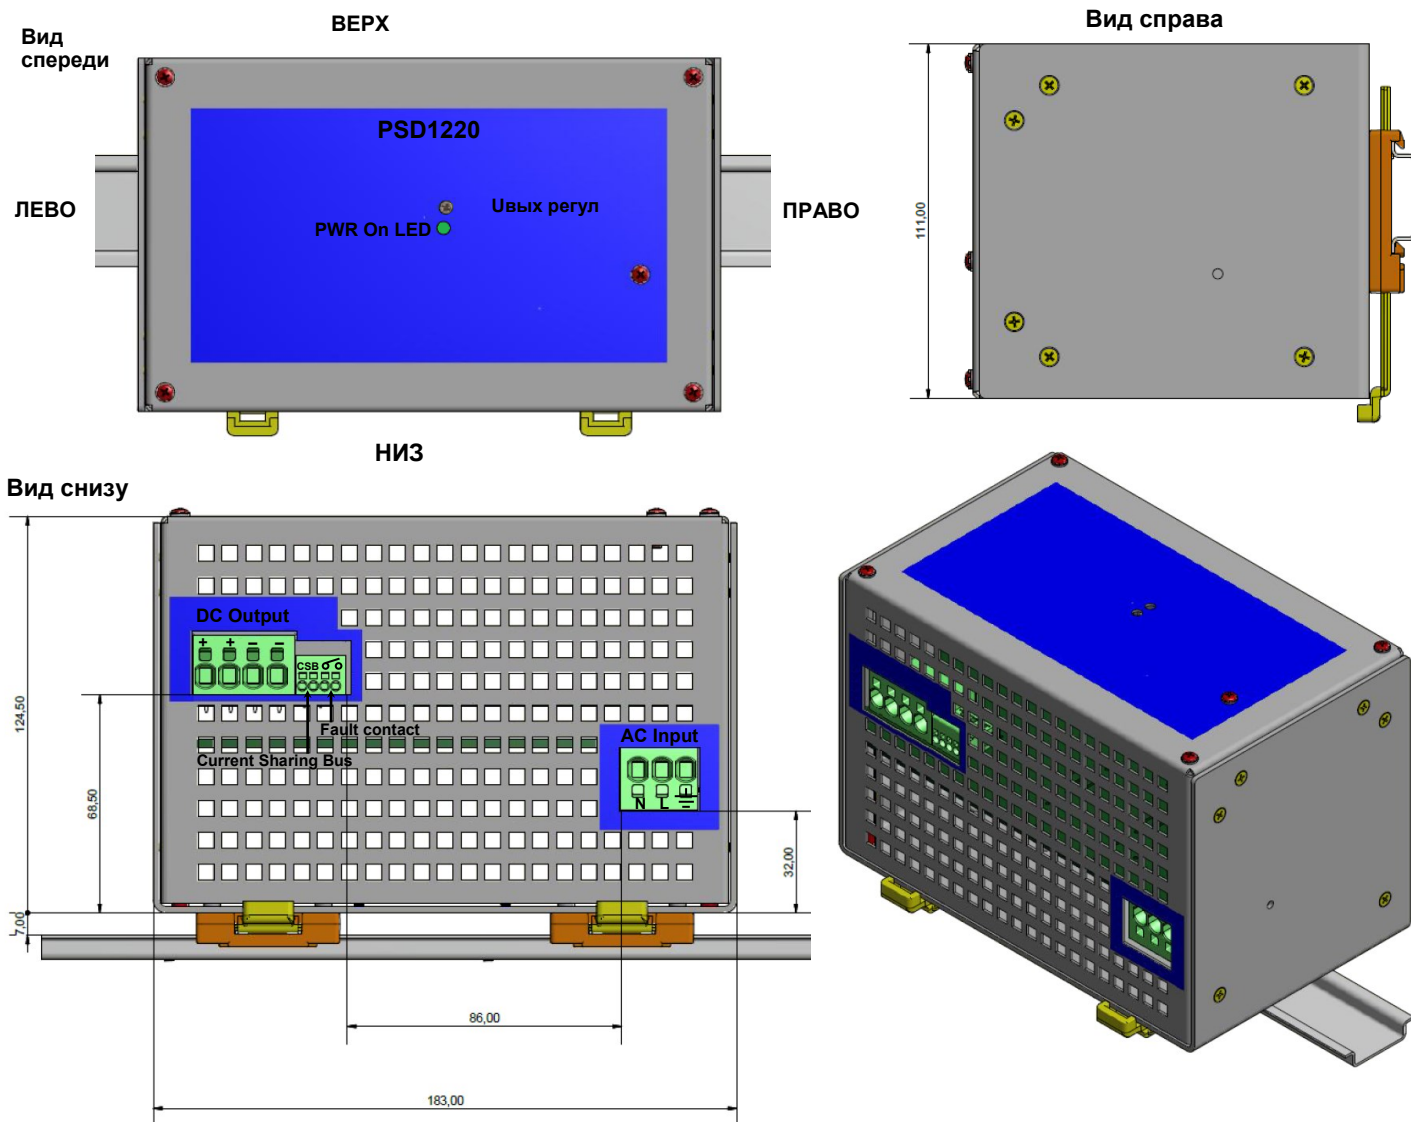 ВЕРХ
Вид справа
Вид
спереди
PSD1220
Uвых регул
PWR On LED
ЛЕВО
ПРАВО
111,00
НИЗ
Вид снизу
DC Output
+ + − −
CSB
Fault contact
Current Sharing Bus
AC Input
N L
124,50
68,50
7,00
32,00
86,00
183,00